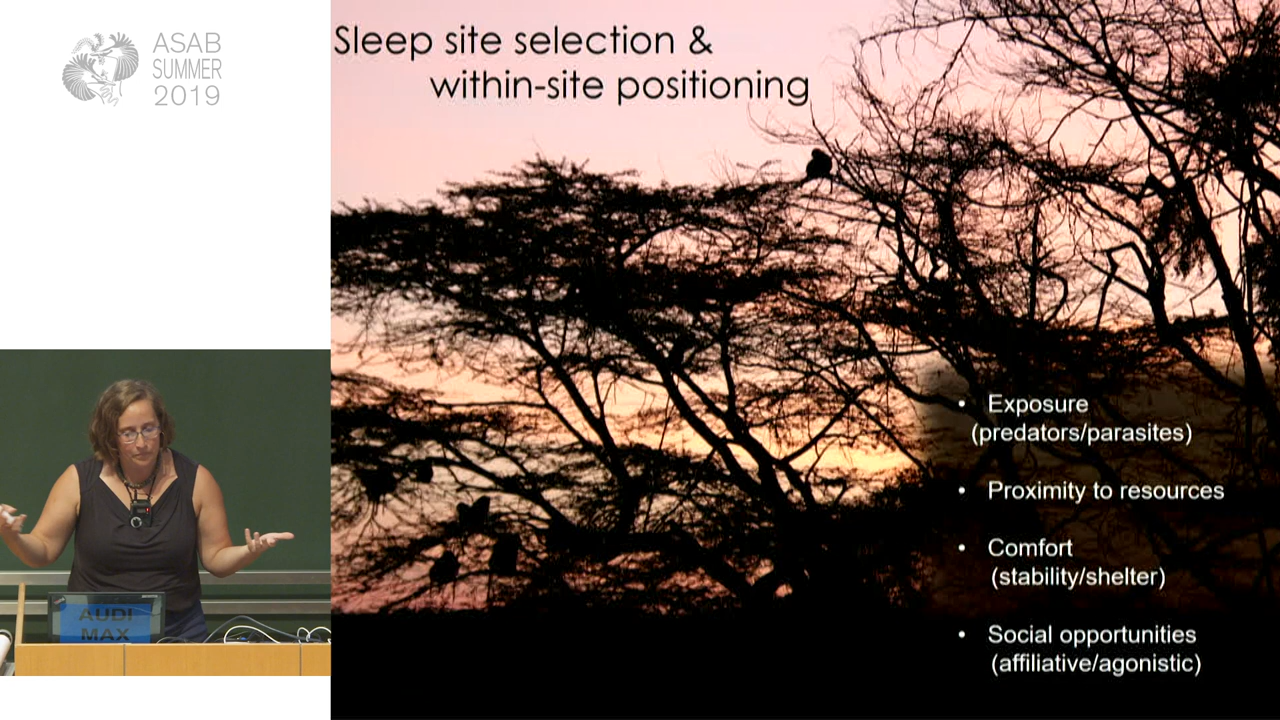 ASAB
SUMMER
2019
Sleep site selection &
within-site positioning
• Exposure
(predators/parasites)
• Proximity to resources
• Comfort
(stability/shelter)
• Social opportunities
(affiliative/agonistic)
AUDI
MAX